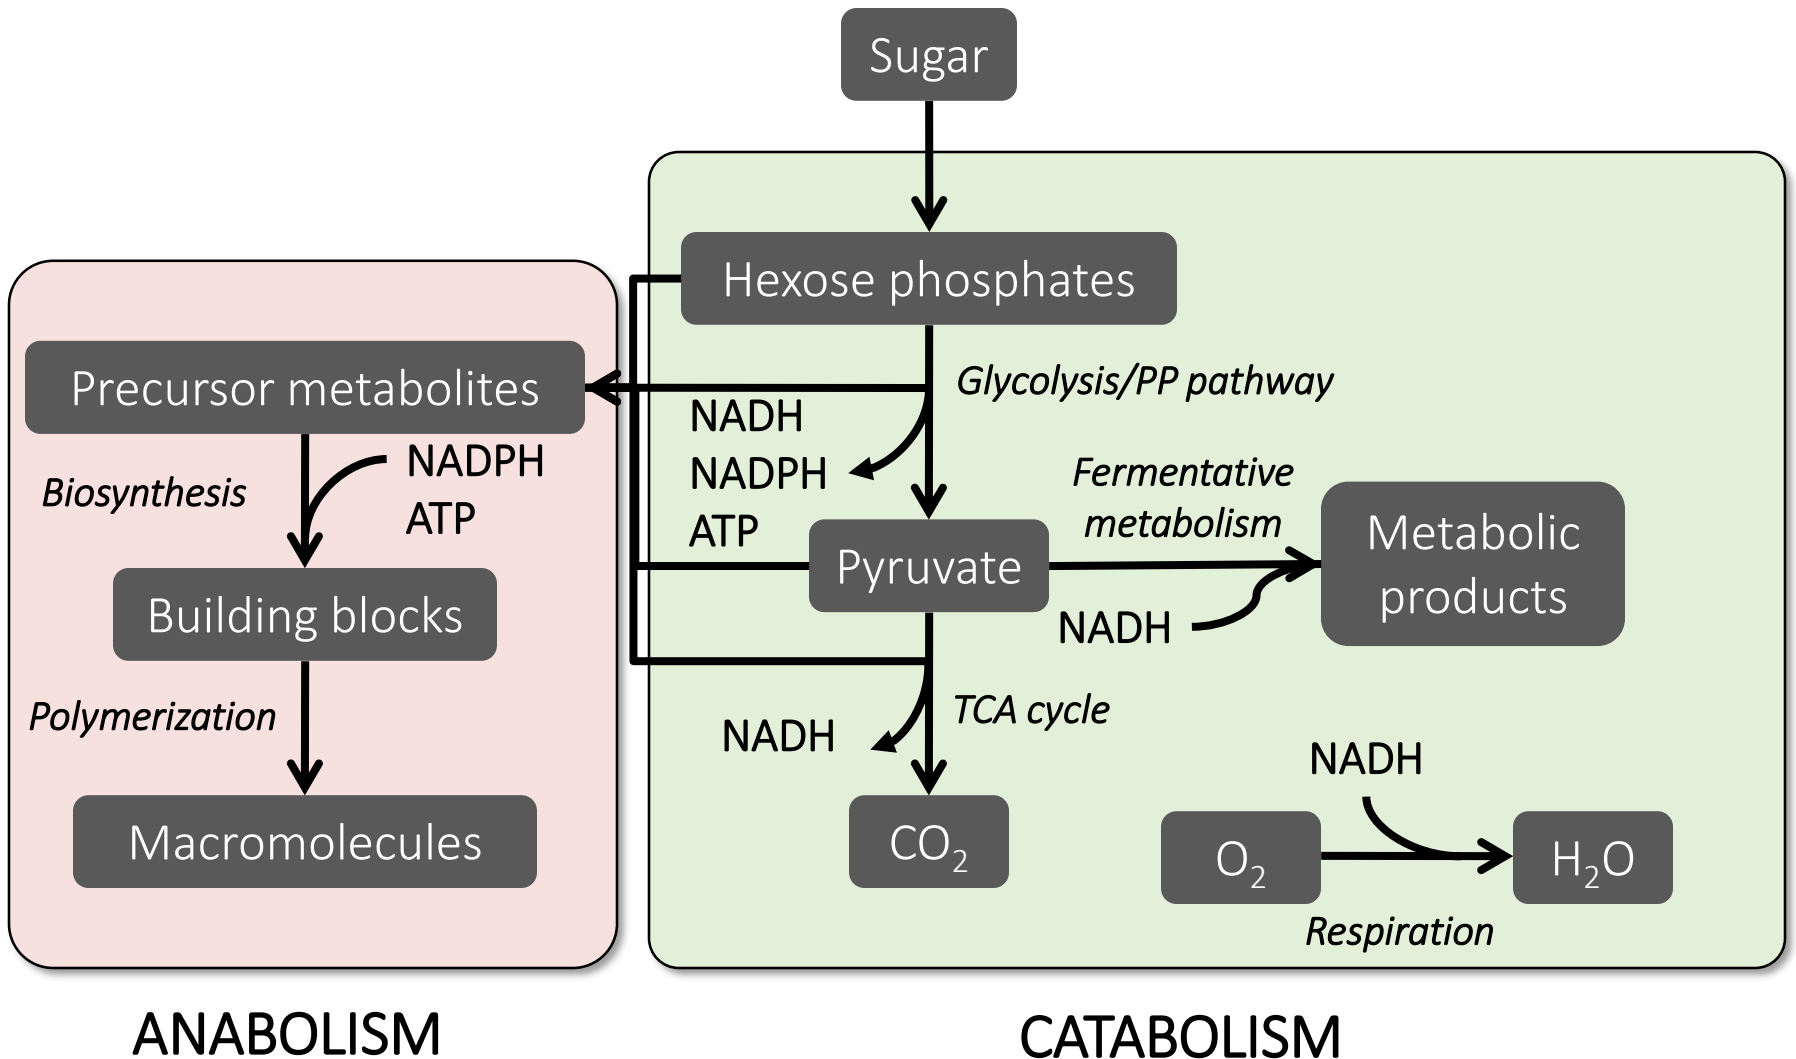 Sugar
Hexose phosphates
Precursor metabolites
Glycolysis/PP pathway
NADH
NADPH
ATP
NADPH
ATP
Biosynthesis
Fermentative
metabolism
Metabolic
products
Pyruvate
NADH
Building blocks
Polymerization
TCA cycle
NADH
NADH
Macromolecules
CO₂
O₂
H₂O
Respiration
ANABOLISM
CATABOLISM